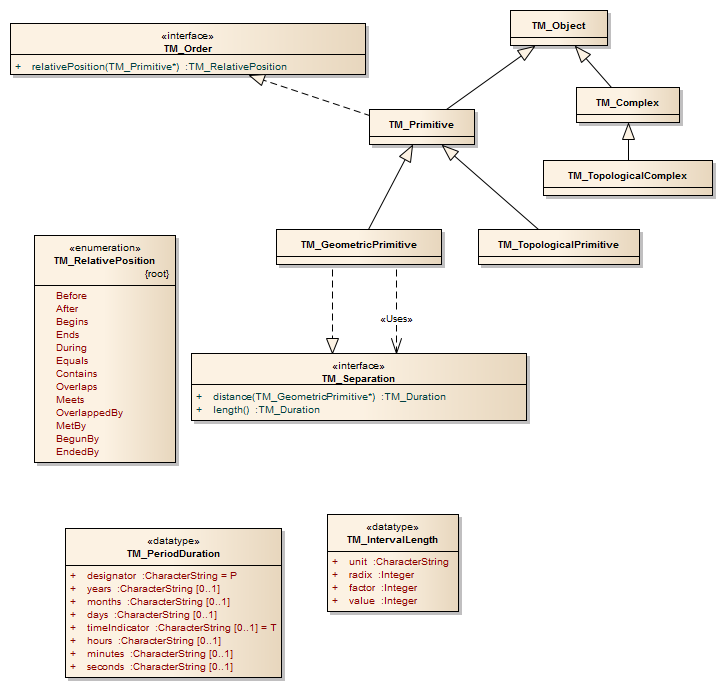 «interface»
TM_Order
+ relativePosition(TM_Primitive*) :TM_RelativePosition
TM_Object
TM_Complex
TM_Primitive
TM_TopologicalComplex
TM_GeometricPrimitive
TM_TopologicalPrimitive
«enumeration»
TM_RelativePosition
{root}
Before
After
Begins
Ends
During
Equals
Contains
Overlaps
Meets
OverlappedBy
MetBy
BegunBy
EndedBy
«Uses»
«interface»
TM_Separation
+ distance(TM_GeometricPrimitive*) :TM_Duration
+ length() :TM_Duration
«datatype»
TM_PeriodDuration
+ designator :CharacterString = P
+ years :CharacterString [0..1]
+ months :CharacterString [0..1]
+ days :CharacterString [0..1]
+ timeIndicator :CharacterString [0..1] = T
+ hours :CharacterString [0..1]
+ minutes :CharacterString [0..1]
+ seconds :CharacterString [0..1]
«datatype»
TM_IntervalLength
+ unit :CharacterString
+ radix :Integer
+ factor :Integer
+ value :Integer